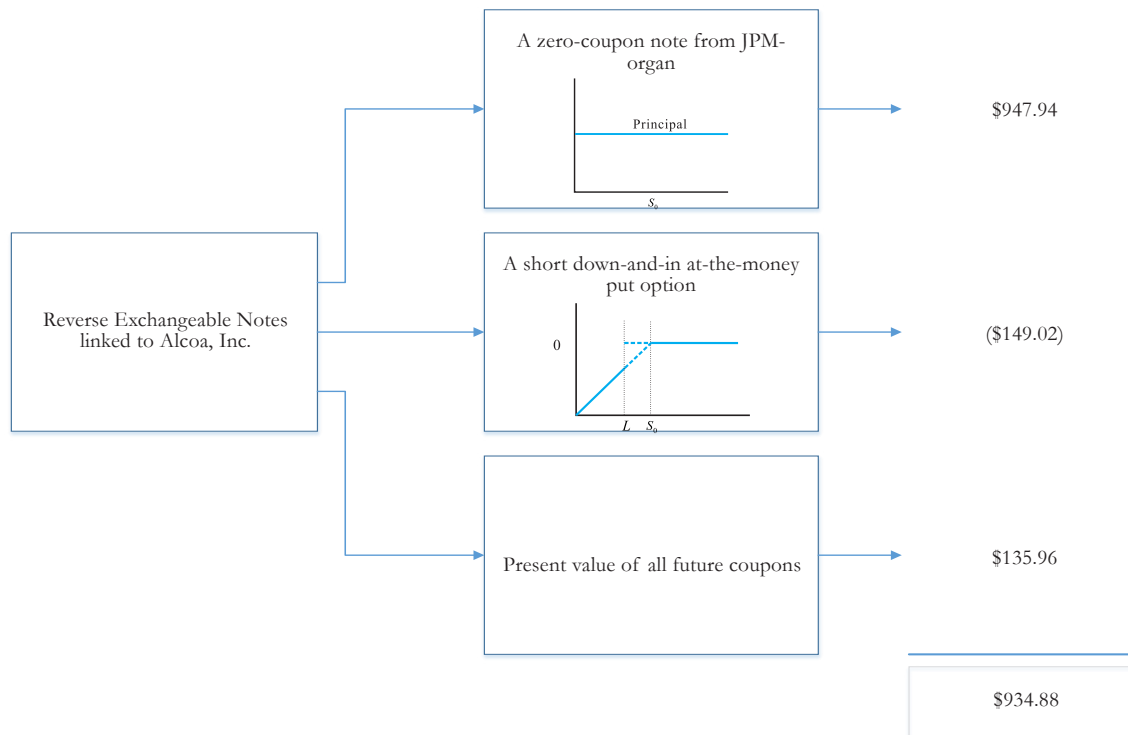 A zero-coupon note from JPM-
organ
Principal
S₀
$947.94
Reverse Exchangeable Notes
linked to Alcoa, Inc.
A short down-and-in at-the-money
put option
0
L S₀
($149.02)
Present value of all future coupons
$135.96
$934.88